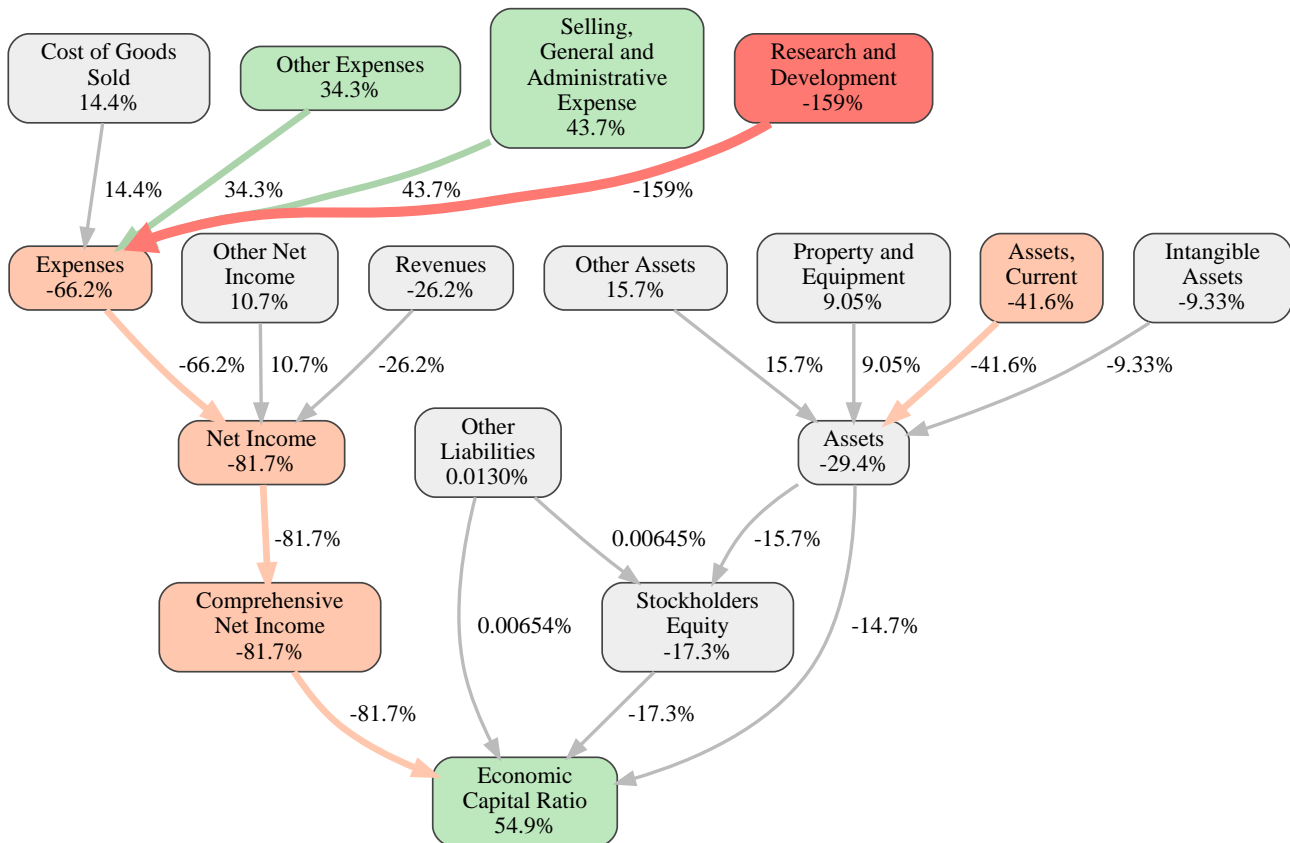 Cost of Goods
Sold
14.4%
Other Expenses
34.3%
Selling,
General and
Administrative
Expense
43.7%
Research and
Development
-159%
14.4%
34.3%
43.7%
-159%
Expenses
-66.2%
Other Net
Income
10.7%
Revenues
-26.2%
Other Assets
15.7%
Property and
Equipment
9.05%
Assets,
Current
-41.6%
Intangible
Assets
-9.33%
-66.2%
10.7%
-26.2%
15.7%
9.05%
-41.6%
-9.33%
Net Income
-81.7%
Other
Liabilities
0.0130%
Assets
-29.4%
-81.7%
0.00645%
-15.7%
Comprehensive
Net Income
-81.7%
0.00654%
Stockholders
Equity
-17.3%
-14.7%
-81.7%
-17.3%
Economic
Capital Ratio
54.9%